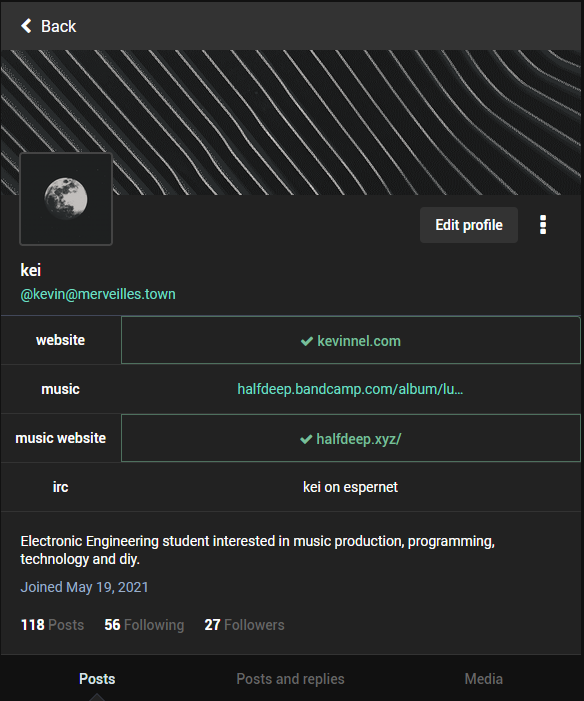 Back
Edit profile
kei
@kevin@merveilles.town
website ✔ kevinnel.com
music halfdeep.bandcamp.com/album/lu…
music website ✔ halfdeep.xyz/
irc kei on espernet
Electronic Engineering student interested in music production, programming,
technology and diy.
Joined May 19, 2021
118 Posts 56 Following 27 Followers
Posts Posts and replies Media